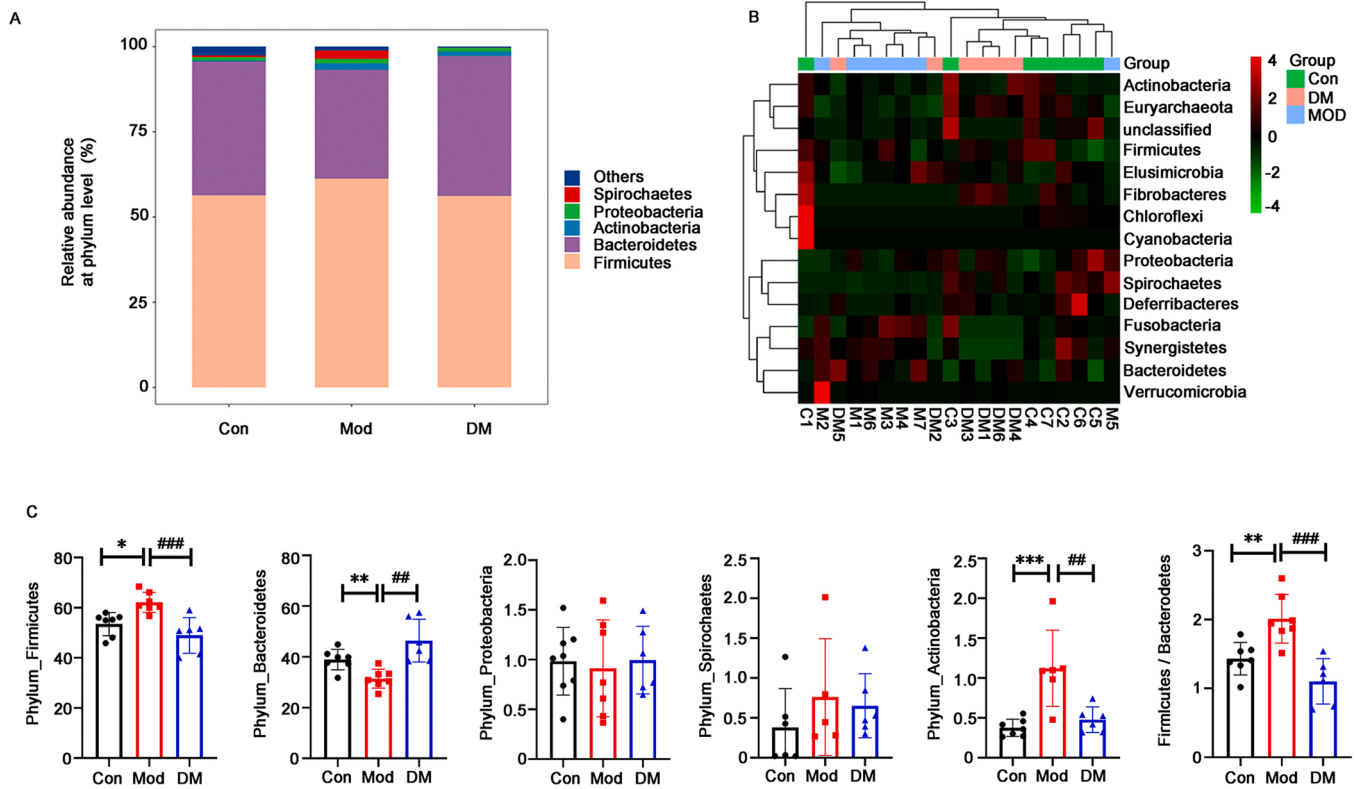 A
Relative abundance
at phylum level (%)
100
75
50
25
0
Con
Mod
DM
Others
Spirochaetes
Proteobacteria
Actinobacteria
Bacteroidetes
Firmicutes
B
Group
Actinobacteria
Euryarchaeota
unclassified
Firmicutes
Elusimicrobia
Fibrobacteres
Chloroflexi
Cyanobacteria
Proteobacteria
Spirochaetes
Deferribacteres
Fusobacteria
Synergistetes
Bacteroidetes
Verrucomicrobia
C1 M2 DM5 M1 M6 M3 M4 M7 DM2 C3 DM3 DM1 DM6 DM4 C4 C7 C2 C6 C5 M5
4
2
0
-2
-4
Group
Con
DM
MOD
C
Phylum_Firmicutes
80
60
40
20
0
* ###
Con Mod DM
Phylum_Bacteroidetes
80
60
40
20
0
** ##
Con Mod DM
Phylum_Proteobacteria
2.0
1.5
1.0
0.5
0
Con Mod DM
Phylum_Spirochaetes
2.5
2.0
1.5
1.0
0.5
0
Con Mod DM
Phylum_Actinobacteria
2.5
2.0
1.5
1.0
0.5
0
*** ##
Con Mod DM
Firmicutes / Bacterodetes
3
2
1
0
** ###
Con Mod DM